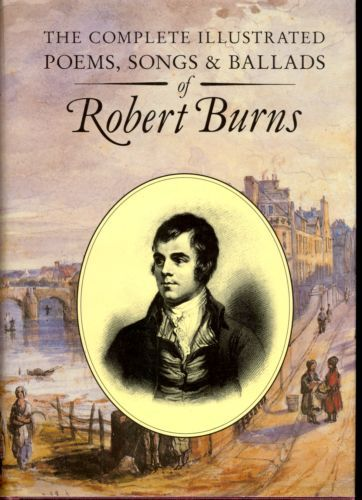 THE COMPLETE ILLUSTRATED
POEMS, SONGS & BALLADS
of
Robert Burns